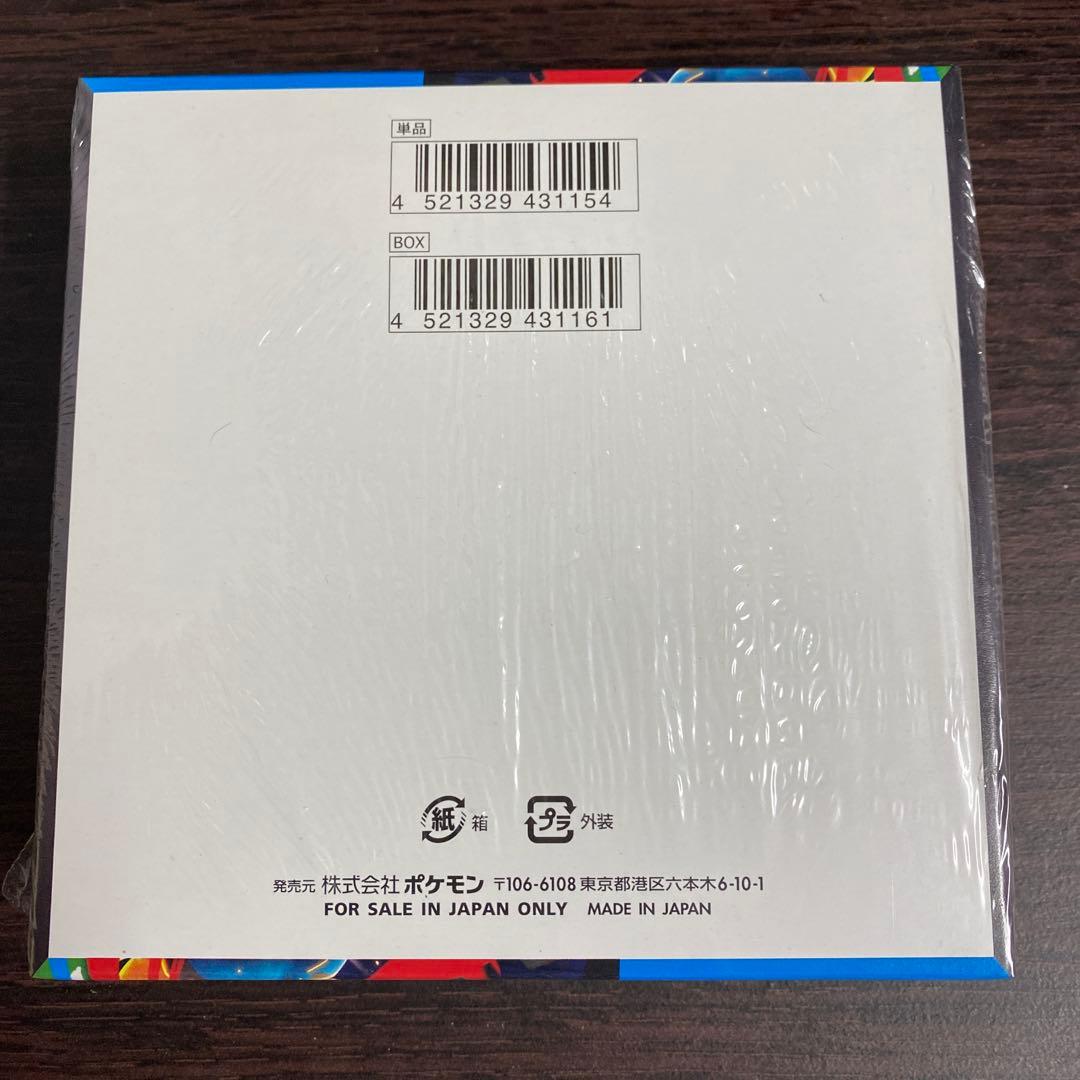 単品
4 521329 431154
BOX
4 521329 431161
紙 箱 プラ 外装
発売元 株式会社ポケモン 〒106-6108 東京都港区六本木6-10-1
FOR SALE IN JAPAN ONLY MADE IN JAPAN